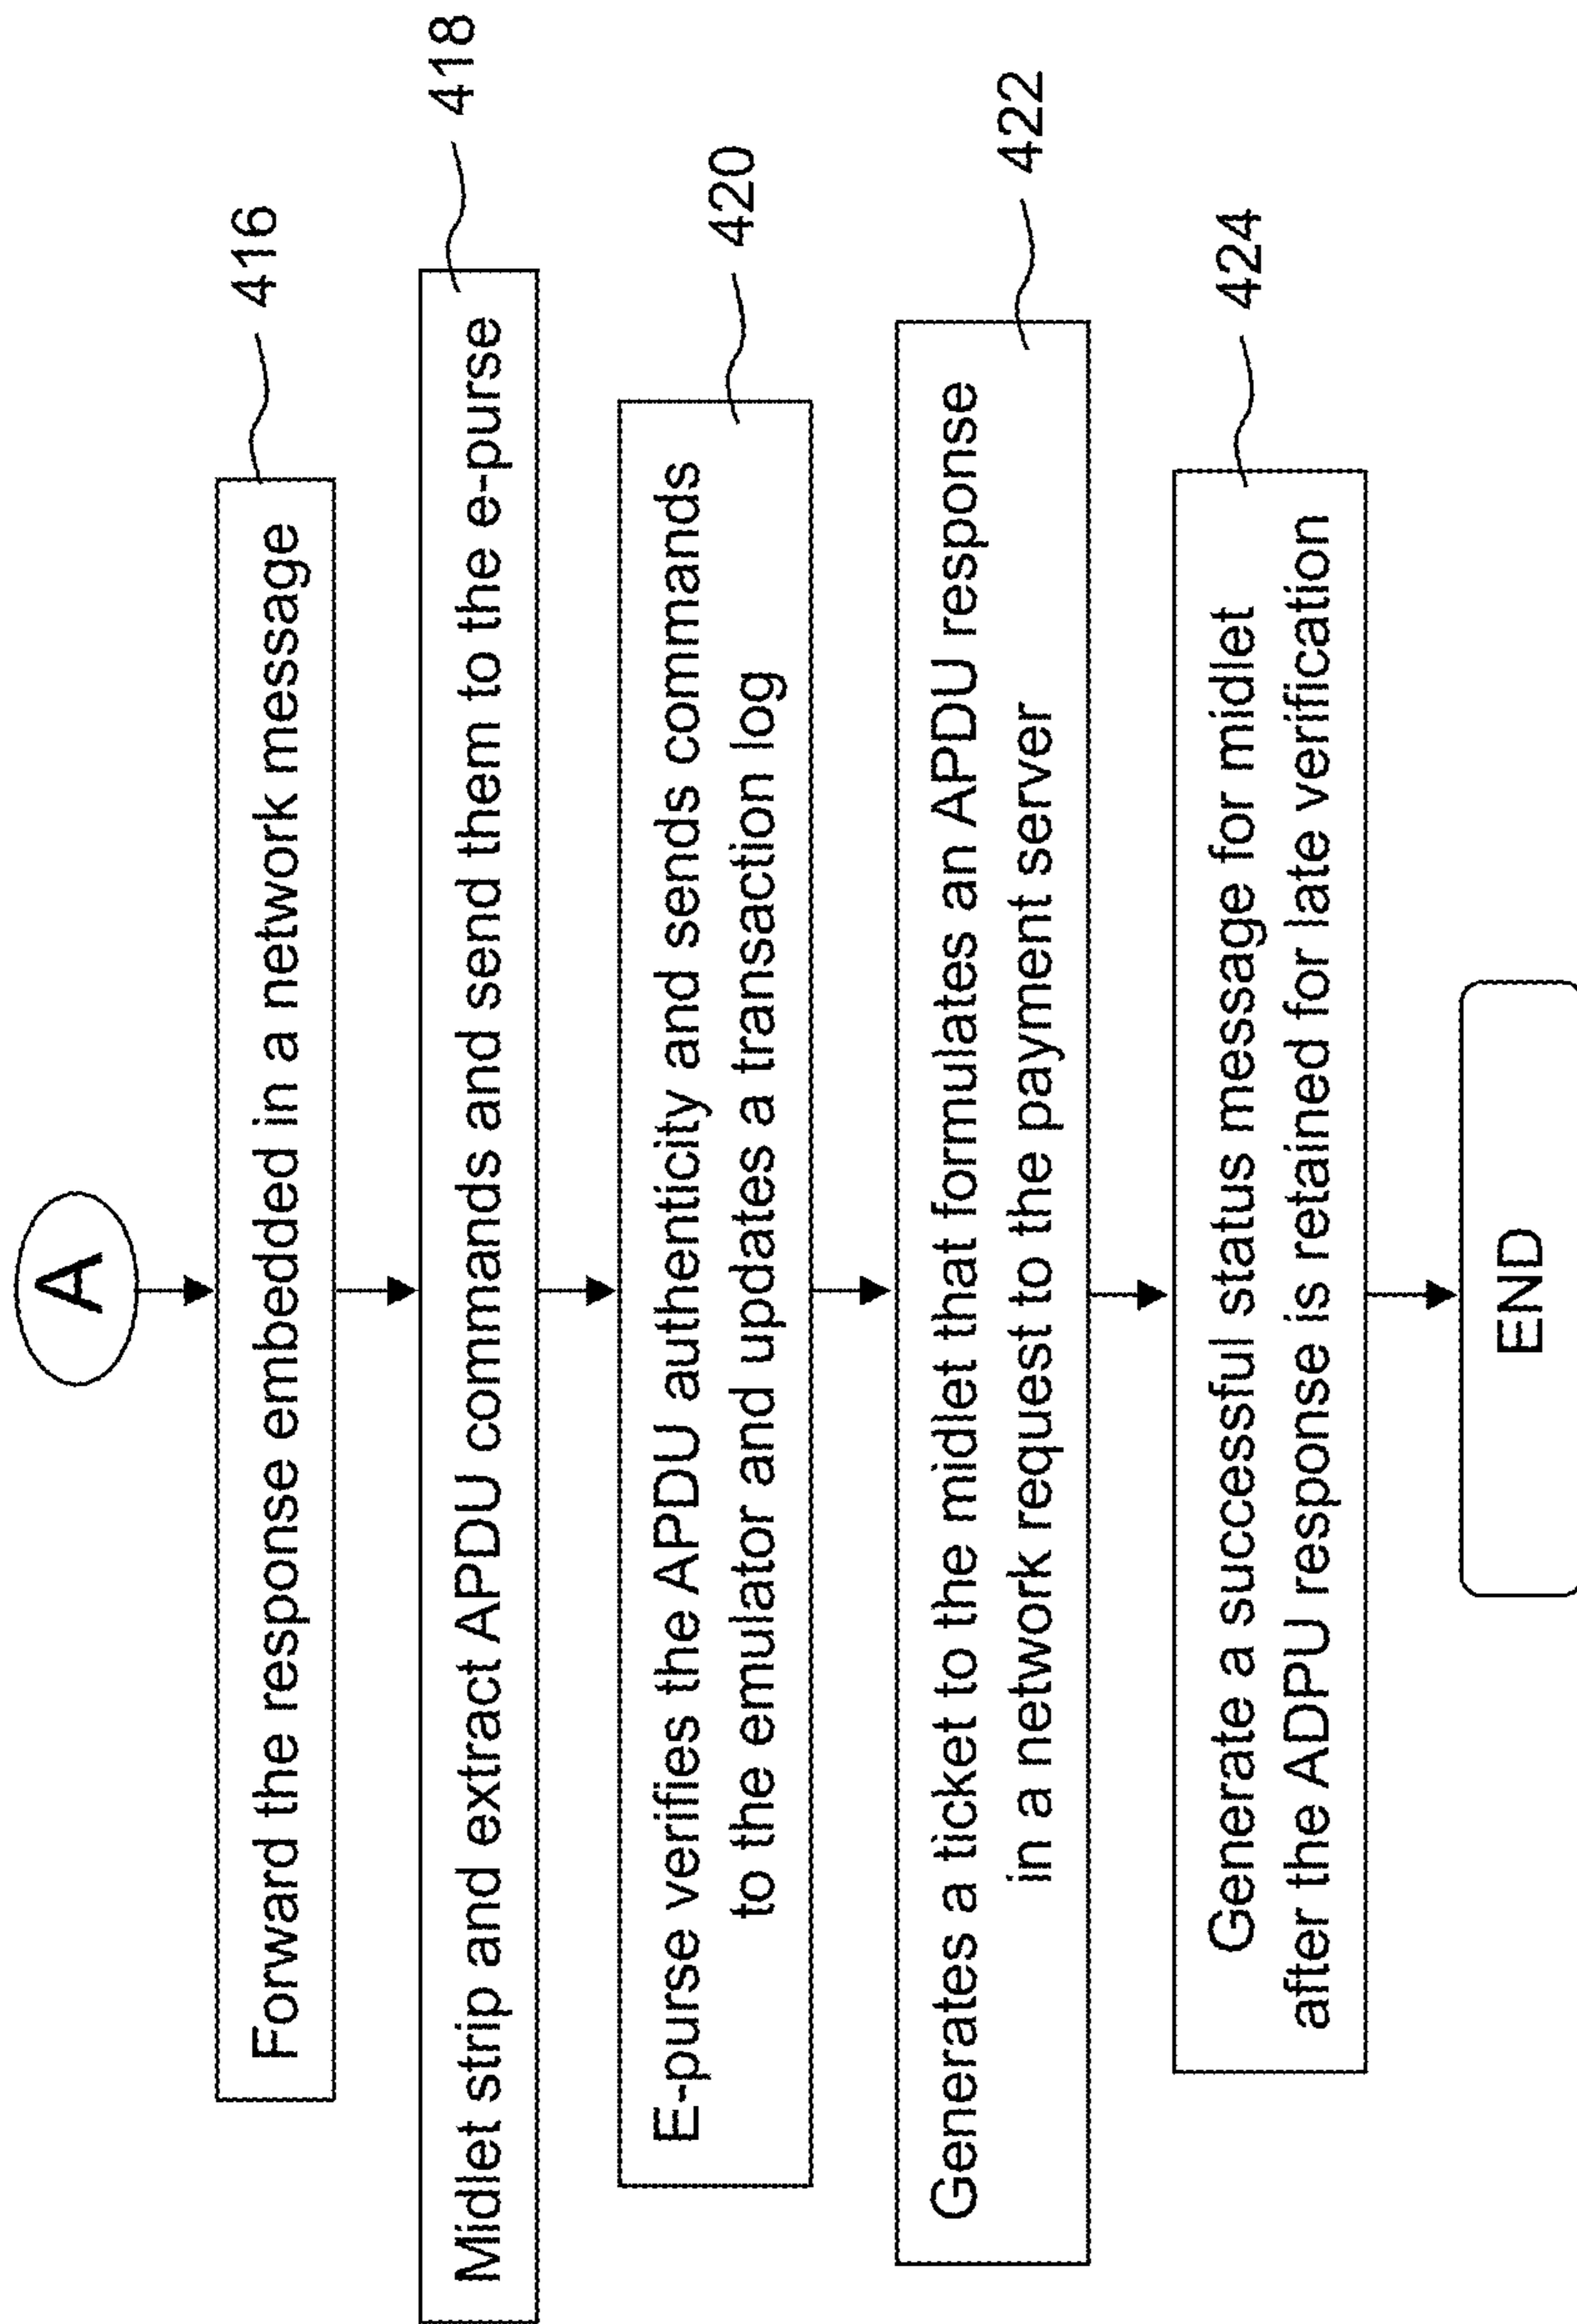 A
416
Forward the response embedded in a network message
418
Midlet strip and extract APDU commands and send them to the e-purse
420
E-purse verifies the APDU authenticity and sends commands
to the emulator and updates a transaction log
422
Generates a ticket to the midlet that formulates an APDU response
in a network request to the payment server
424
Generate a successful status message for midlet
after the ADPU response is retained for late verification
END